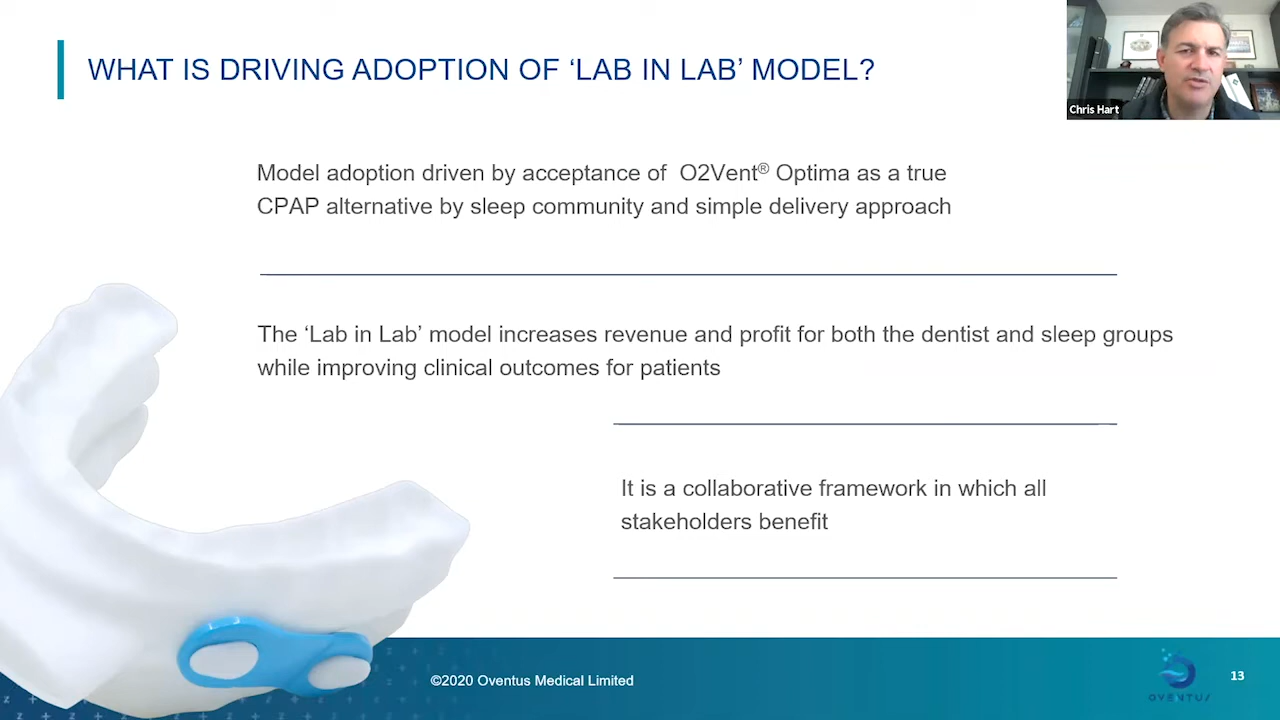 WHAT IS DRIVING ADOPTION OF ‘LAB IN LAB’ MODEL?
Chris Hart
Model adoption driven by acceptance of O2Vent® Optima as a true
CPAP alternative by sleep community and simple delivery approach
The ‘Lab in Lab’ model increases revenue and profit for both the dentist and sleep groups
while improving clinical outcomes for patients
It is a collaborative framework in which all
stakeholders benefit
©2020 Oventus Medical Limited
OVENTUS
13